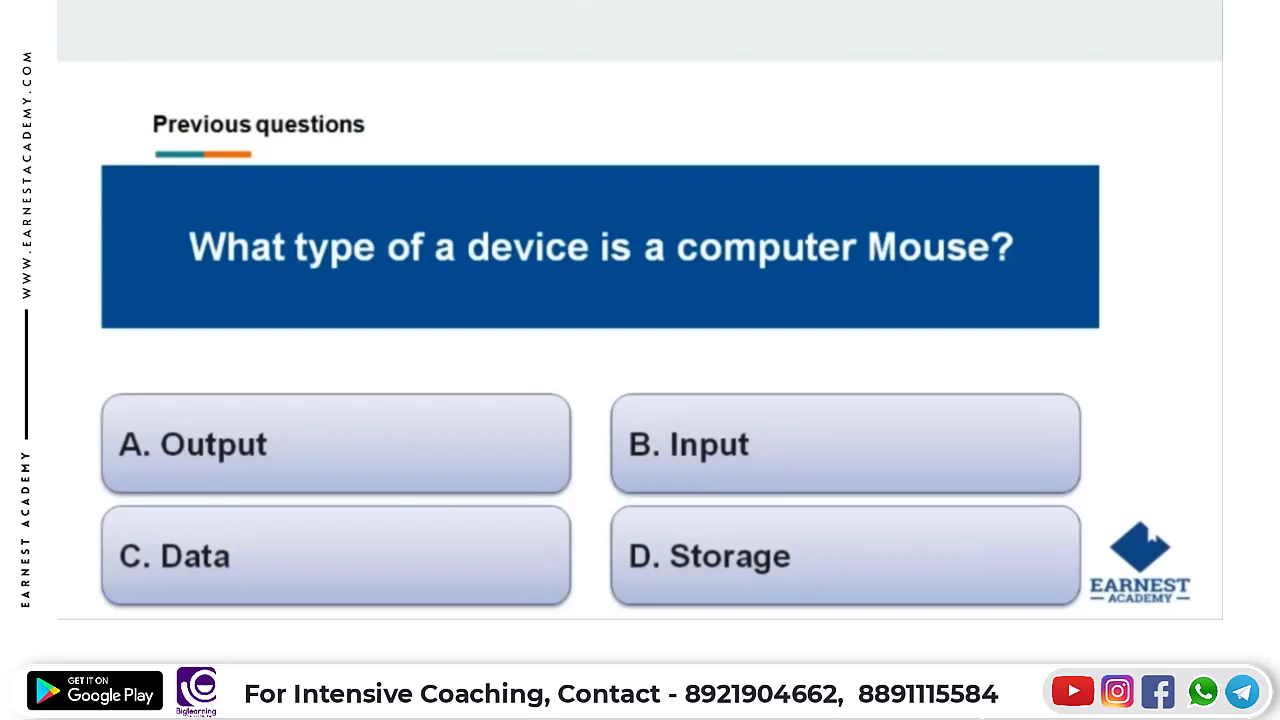 WWW.EARNESTACADEMY.COM
EARNEST ACADEMY
Previous questions
What type of a device is a computer Mouse?
A. Output
B. Input
C. Data
D. Storage
EARNEST
ACADEMY
GET IT ON
Google Play
Biglearning
For Intensive Coaching, Contact - 8921904662, 8891115584